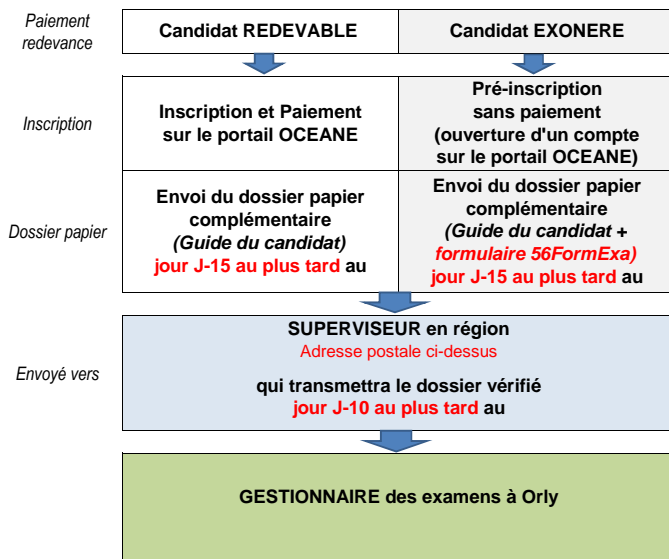 Paiement
redevance
Candidat REDEVABLE
Candidat EXONERE
Inscription
Inscription et Paiement
sur le portail OCEANE
Pré-inscription
sans paiement
(ouverture d'un compte
sur le portail OCEANE)
Dossier papier
Envoi du dossier papier
complémentaire
(Guide du candidat)
jour J-15 au plus tard au
Envoi du dossier papier
complémentaire
(Guide du candidat +
formulaire 56FormExa)
jour J-15 au plus tard au
Envoyé vers
SUPERVISEUR en région
Adresse postale ci-dessus
qui transmettra le dossier vérifié
jour J-10 au plus tard au
GESTIONNAIRE des examens à Orly